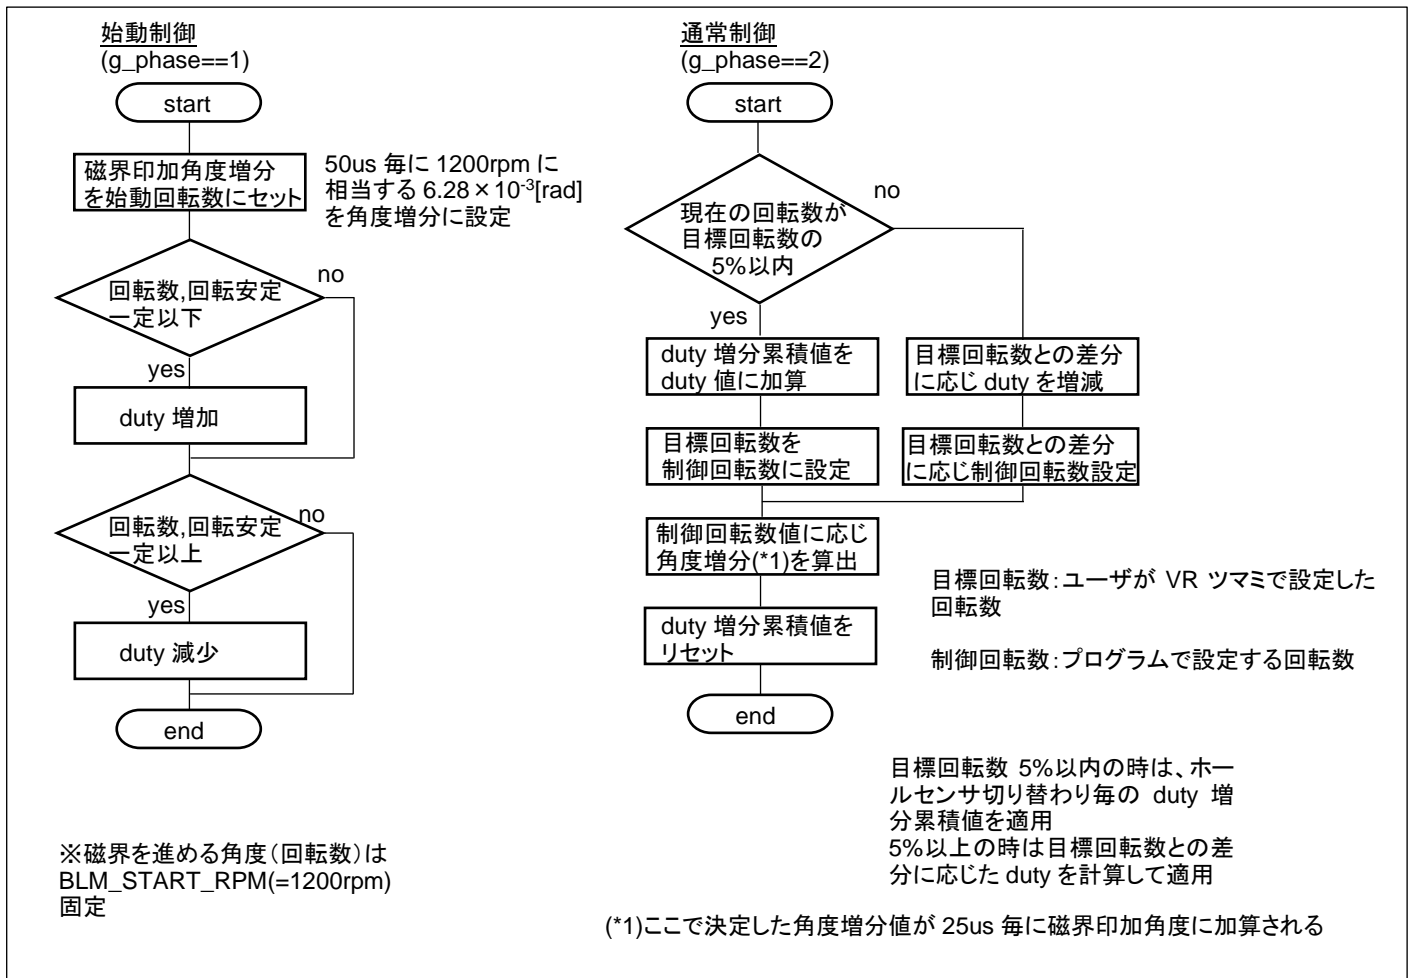 始動制御
(g_phase==1)
start
磁界印加角度増分
を始動回転数にセット
50us 毎に 1200rpm に
相当する 6.28×10-3[rad]
を角度増分に設定
回転数,回転安定
一定以下
no
yes
duty 増加
回転数,回転安定
一定以上
no
yes
duty 減少
end
※磁界を進める角度(回転数)は
BLM_START_RPM(=1200rpm)
固定
通常制御
(g_phase==2)
start
現在の回転数が
目標回転数の
5%以内
no
yes
duty 増分累積値を
duty 値に加算
目標回転数との差分
に応じ duty を増減
目標回転数を
制御回転数に設定
目標回転数との差分
に応じ制御回転数設定
制御回転数値に応じ
角度増分(*1)を算出
duty 増分累積値を
リセット
end
目標回転数:ユーザが VR ツマミで設定した
回転数
制御回転数:プログラムで設定する回転数
目標回転数 5%以内の時は、ホー
ルセンサ切り替わり毎の duty 増
分累積値を適用
5%以上の時は目標回転数との差
分に応じた duty を計算して適用
(*1)ここで決定した角度増分値が 25us 毎に磁界印加角度に加算される